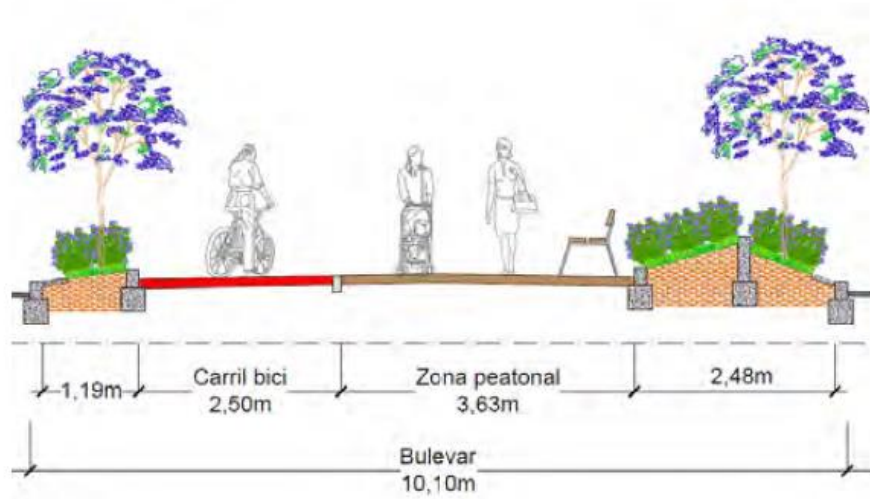 1,19m
Carril bici
2,50m
Zona peatonal
3,63m
2,48m
Bulevar
10,10m